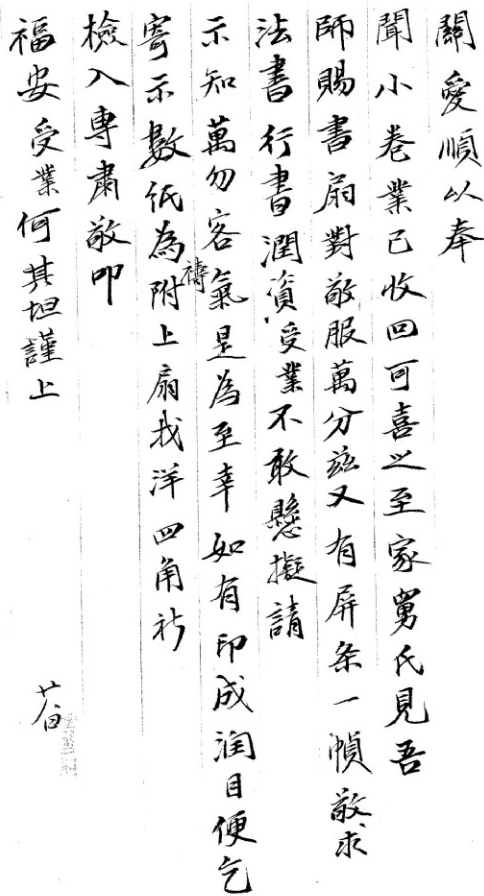 關愛順以奉
聞小卷業已收回可喜之至家舅氏見吾
師賜書扇對敬服萬分茲又有屏条一幀敬求
法書行書潤資受業不敢懸擬請
示知萬勿客氣是為至幸如有印成潤目便乞
寄示數紙為禱附上扇找洋四角祈
檢入專肅敬叩
福安受業何其坦謹上